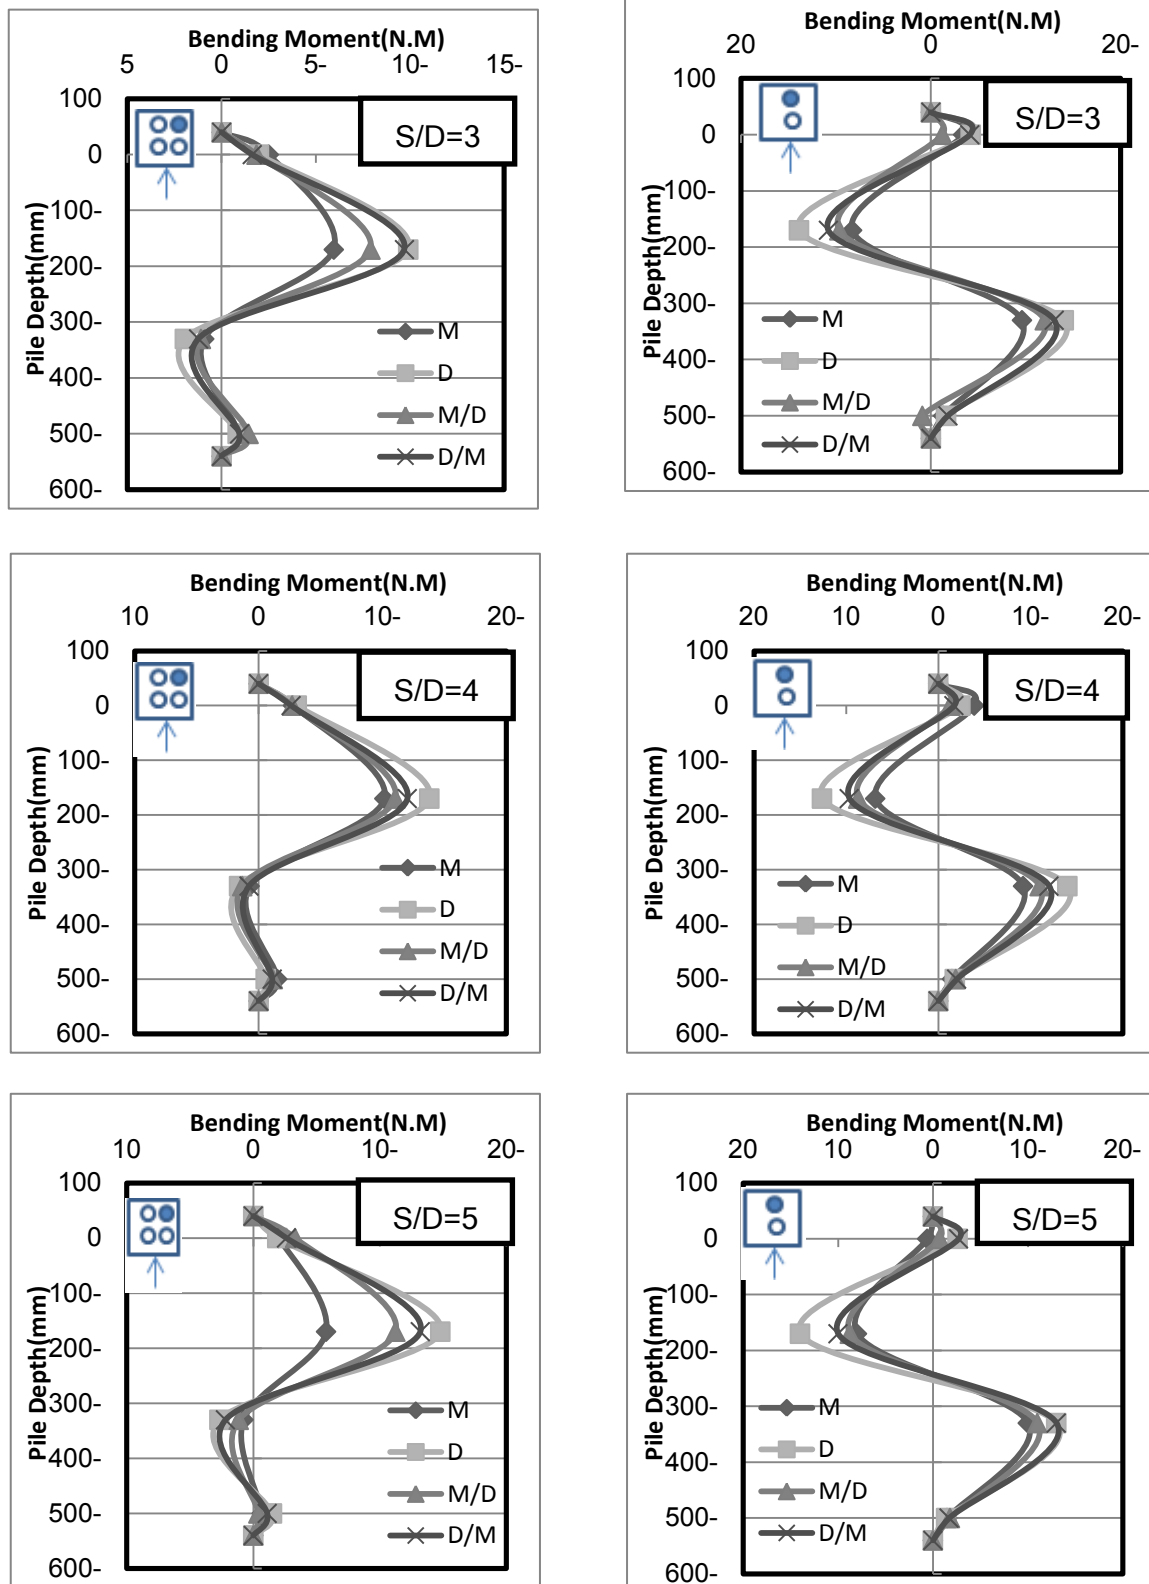 Bending Moment(N.M)
5 0 5- 10- 15-
100
0
100-
200-
300-
400-
500-
600-
Pile Depth(mm)
S/D=3
M
D
M/D
D/M
Bending Moment(N.M)
20 0 20-
100
0
100-
200-
300-
400-
500-
600-
Pile Depth(mm)
S/D=3
M
D
M/D
D/M
Bending Moment(N.M)
10 0 10- 20-
100
0
100-
200-
300-
400-
500-
600-
Pile Depth(mm)
S/D=4
M
D
M/D
D/M
Bending Moment(N.M)
20 10 0 10- 20-
100
0
100-
200-
300-
400-
500-
600-
Pile Depth(mm)
S/D=4
M
D
M/D
D/M
Bending Moment(N.M)
10 0 10- 20-
100
0
100-
200-
300-
400-
500-
600-
Pile Depth(mm)
S/D=5
M
D
M/D
D/M
Bending Moment(N.M)
20 10 0 10- 20-
100
0
100-
200-
300-
400-
500-
600-
Pile Depth(mm)
S/D=5
M
D
M/D
D/M